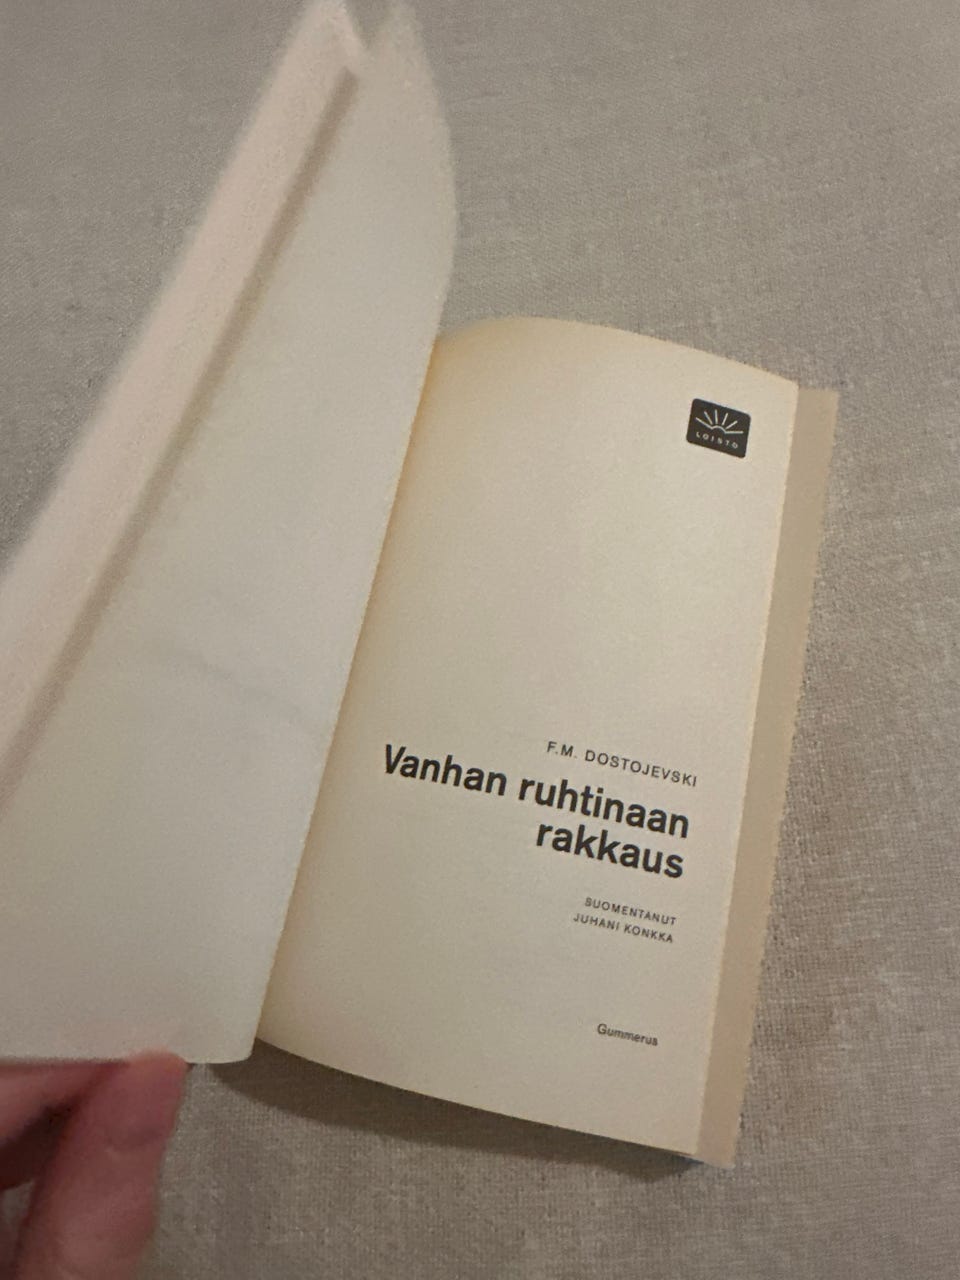 LOISTO
F.M. DOSTOJEVSKI
Vanhan ruhtinaan
rakkaus
SUOMENTANUT
JUHANI KONKKA
Gummerus